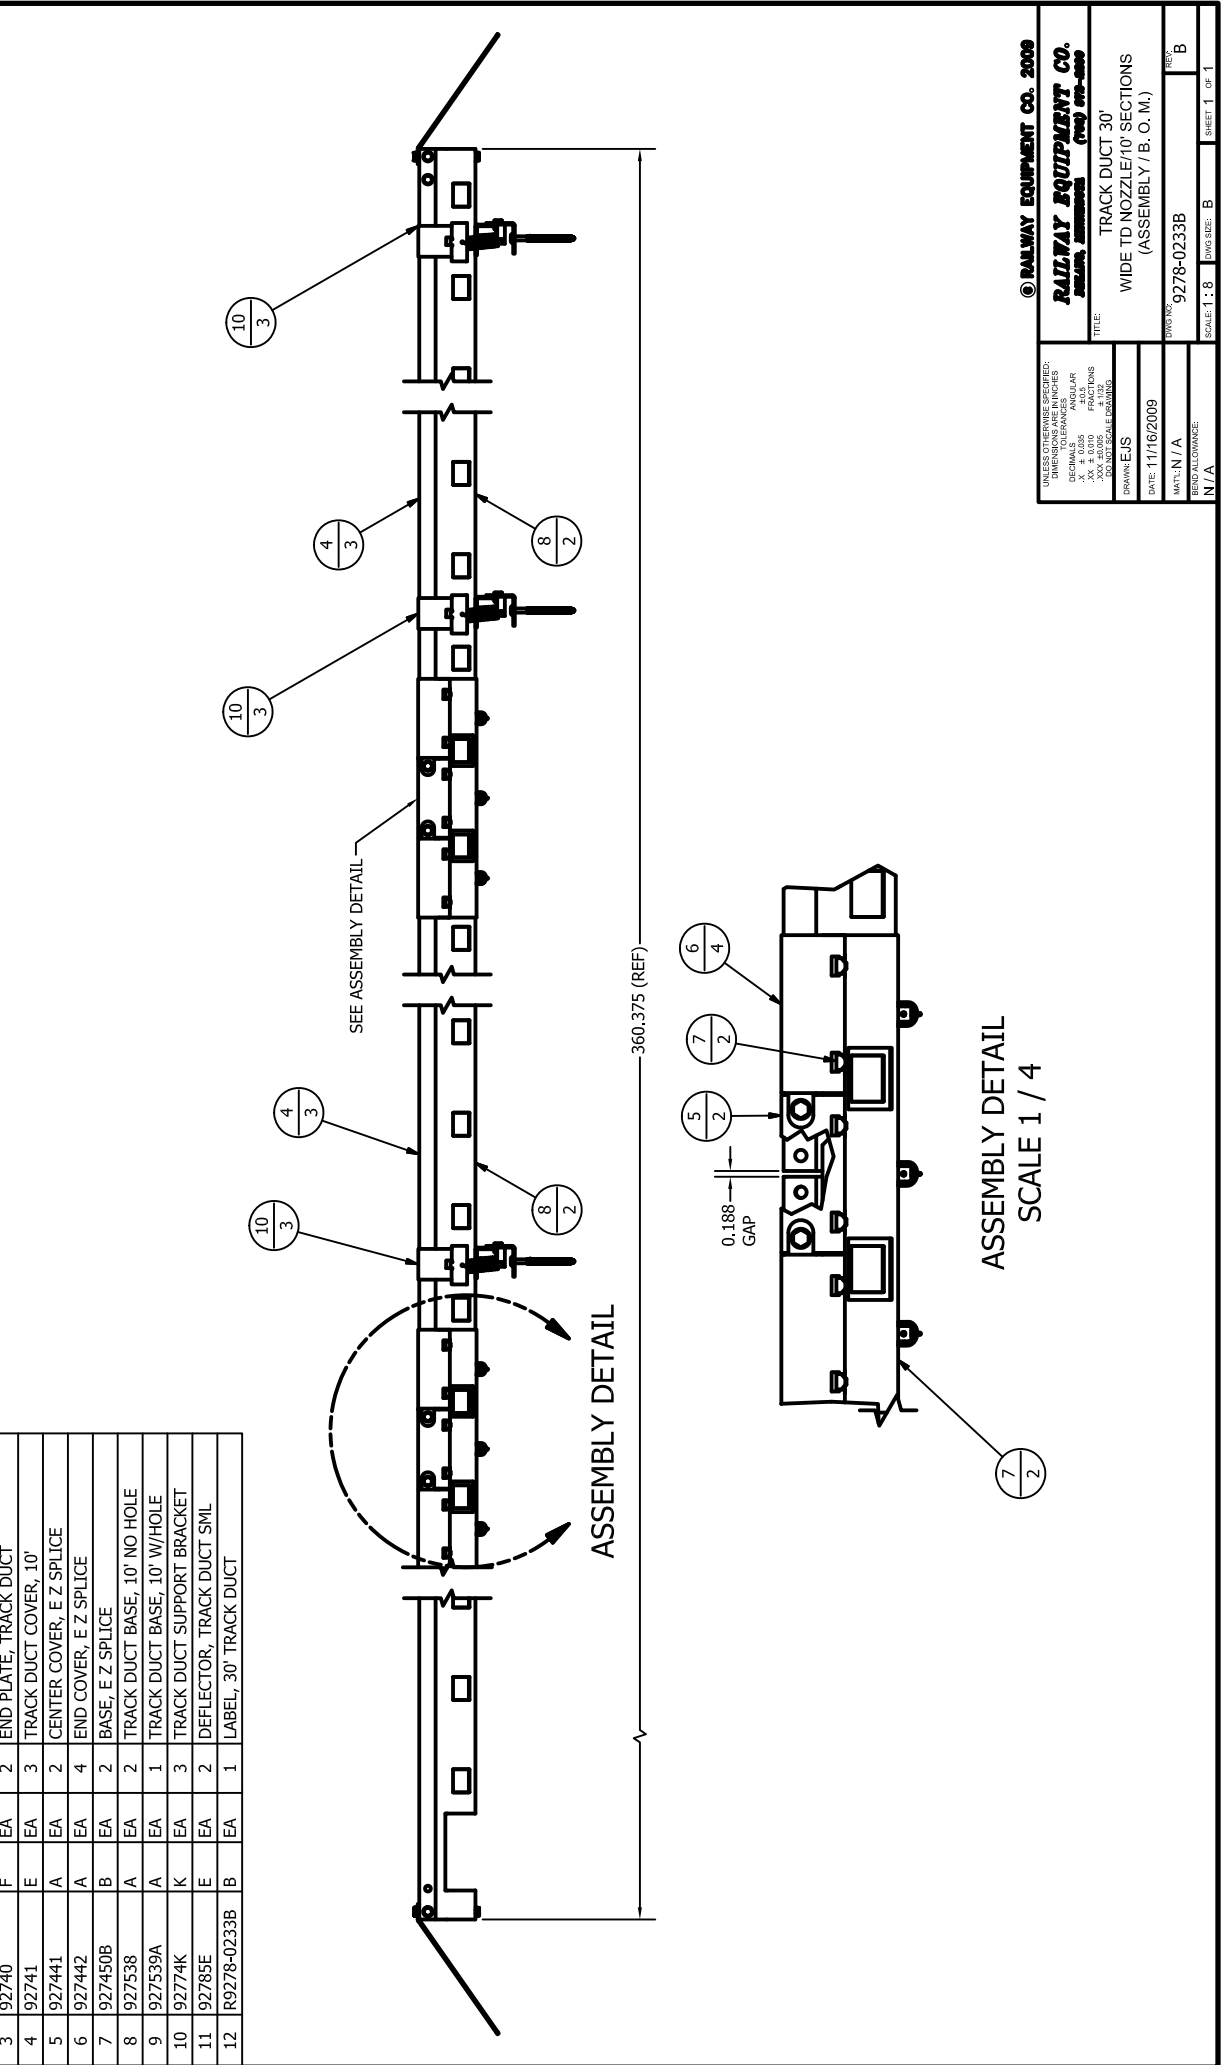 3 92740 F EA 2 END PLATE, TRACK DUCT
4 92741 E EA 3 TRACK DUCT COVER, 10'
5 927441 A EA 2 CENTER COVER, E Z SPLICE
6 927442 A EA 4 END COVER, E Z SPLICE
7 927450B B EA 2 BASE, E Z SPLICE
8 927538 A EA 2 TRACK DUCT BASE, 10' NO HOLE
9 927539A A EA 1 TRACK DUCT BASE, 10' W/HOLE
10 92774K K EA 3 TRACK DUCT SUPPORT BRACKET
11 92785E E EA 2 DEFLECTOR, TRACK DUCT SML
12 R9278-0233B B EA 1 LABEL, 30' TRACK DUCT
10
3
4
3
SEE ASSEMBLY DETAIL
10
3
4
3
10
3
8
2
8
2
ASSEMBLY DETAIL
360.375 (REF)
0.188
GAP
5
2
7
2
6
4
7
2
ASSEMBLY DETAIL
SCALE 1 / 4
© RAILWAY EQUIPMENT CO. 2009
UNLESS OTHERWISE SPECIFIED:
DIMENSIONS ARE IN INCHES
TOLERANCES
DECIMALS ANGULAR
.X ± 0.035 ±0.5
.XX ± 0.010 FRACTIONS
.XXX ±0.005 ± 1/32
DO NOT SCALE DRAWING
DRAWN: EJS
DATE: 11/16/2009
MAT'L: N / A
BEND ALLOWANCE:
N / A
RAILWAY EQUIPMENT CO.
DELANO, MINNESOTA
TITLE:
TRACK DUCT 30'
WIDE TD NOZZLE/10' SECTIONS
(ASSEMBLY / B. O. M.)
DWG NO: 9278-0233B
REV: B
SCALE: 1 : 8 DWG SIZE: B SHEET 1 OF 1